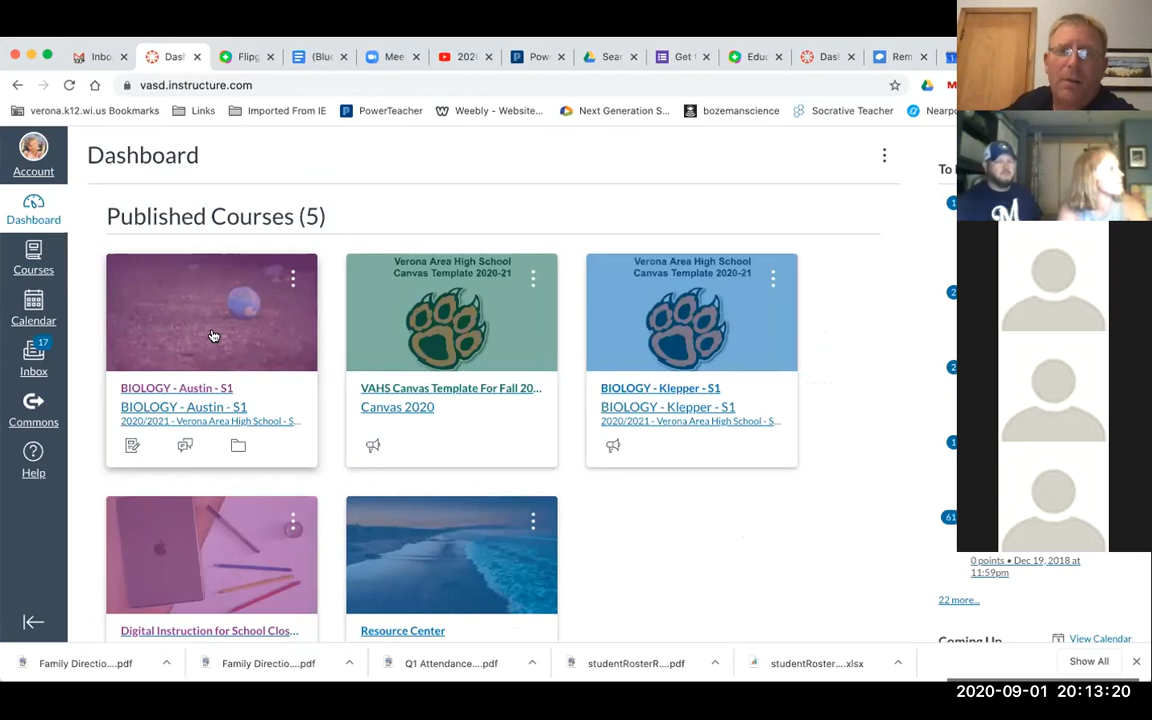 Inbo
Dash
Flipg
(Blue
Mee
202
Powe
Sear
Get t
Educ
Dash
Rem
vasd.instructure.com
verona.k12.wi.us Bookmarks
Links
Imported From IE
PowerTeacher
Weebly - Website...
Next Generation S...
bozemanscience
Socrative Teacher
Nearpo
Account
Dashboard
Courses
Calendar
17
Inbox
Commons
Help
Dashboard
Published Courses (5)
BIOLOGY - Austin - S1
BIOLOGY - Austin - S1
2020/2021 - Verona Area High School - S...
Verona Area High School
Canvas Template 2020-21
VAHS Canvas Template For Fall 20...
Canvas 2020
Verona Area High School
Canvas Template 2020-21
BIOLOGY - Klepper - S1
BIOLOGY - Klepper - S1
2020/2021 - Verona Area High School - S...
Digital Instruction for School Clos...
Resource Center
To
61
0 points • Dec 19, 2018 at
11:59pm
22 more...
Coming Up
View Calendar
Family Directio....pdf
Family Directio....pdf
Q1 Attendance....pdf
studentRosterR....pdf
studentRoster....xlsx
Show All
2020-09-01 20:13:20